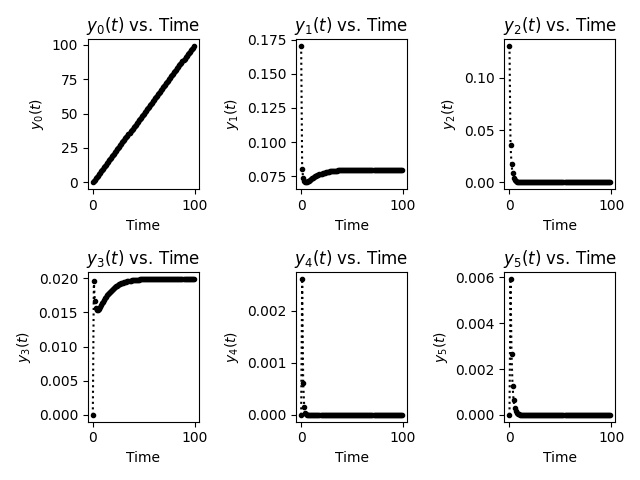 y₀(t) vs. Time
y₁(t) vs. Time
y₂(t) vs. Time
100
75
50
25
0
y₀(t)
0
100
Time
0.175
0.150
0.125
0.100
0.075
y₁(t)
0
100
Time
0.10
0.05
0.00
y₂(t)
0
100
Time
y₃(t) vs. Time
y₄(t) vs. Time
y₅(t) vs. Time
0.020
0.015
0.010
0.005
0.000
y₃(t)
0
100
Time
0.002
0.001
0.000
y₄(t)
0
100
Time
0.006
0.004
0.002
0.000
y₅(t)
0
100
Time